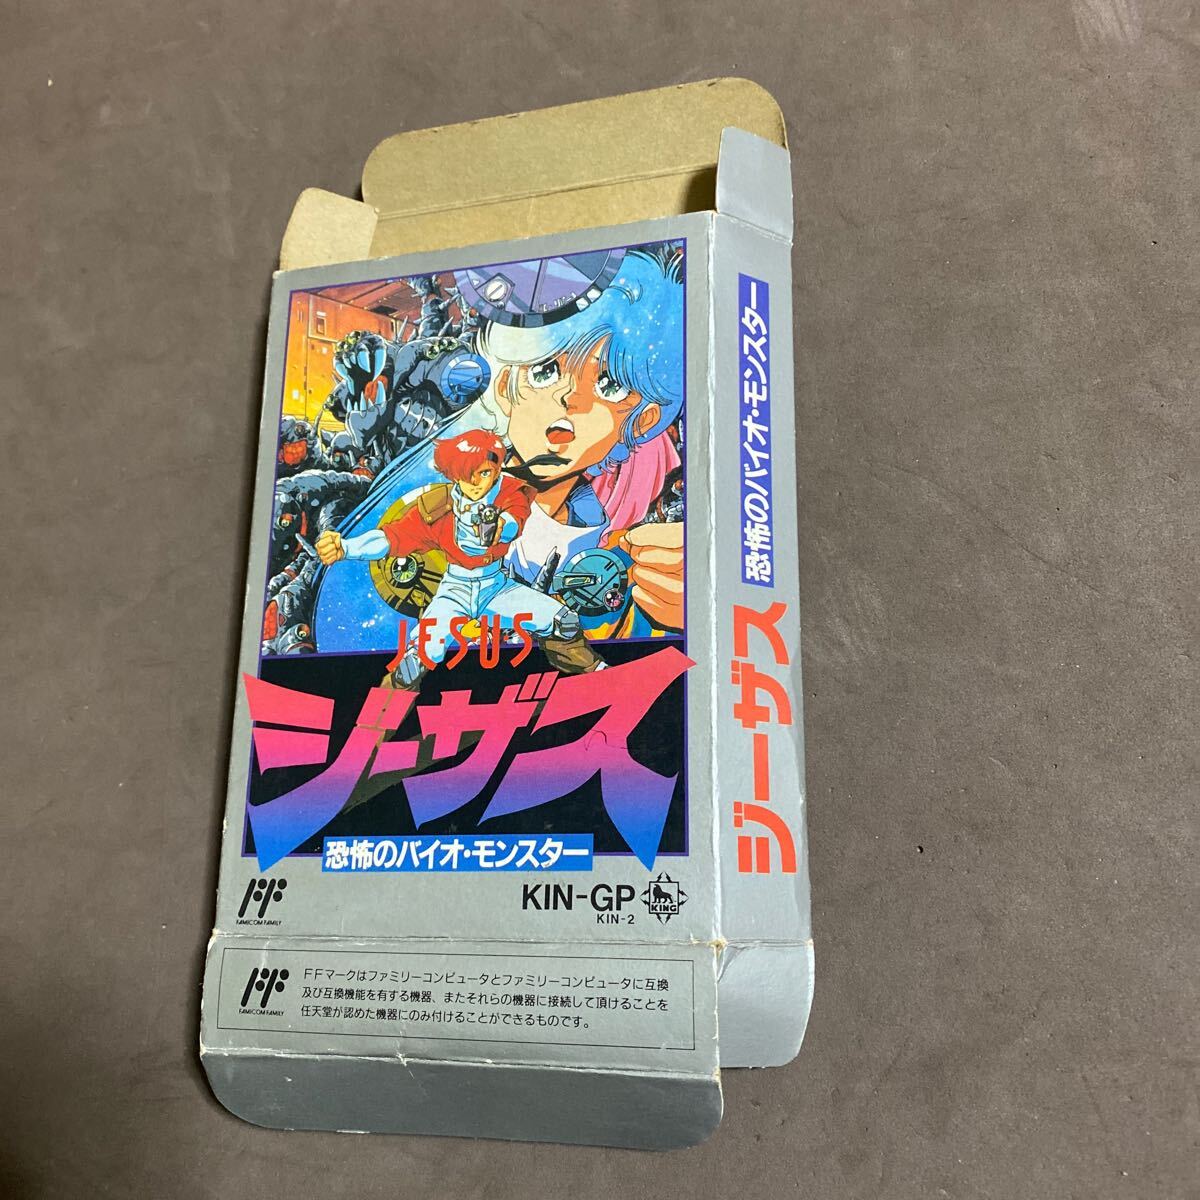 JESUS
ジーザス
恐怖のバイオ・モンスター
FF
FAMICOM FAMILY
KIN-GP
KIN-2
KING
FF
FAMICOM FAMILY
FFマークはファミリーコンピュータとファミリーコンピュータに互換
及び互換機能を有する機器、またそれらの機器に接続して頂けることを
任天堂が認めた機器にのみ付けることができるものです。
ジーザス 恐怖のバイオ・モンスター